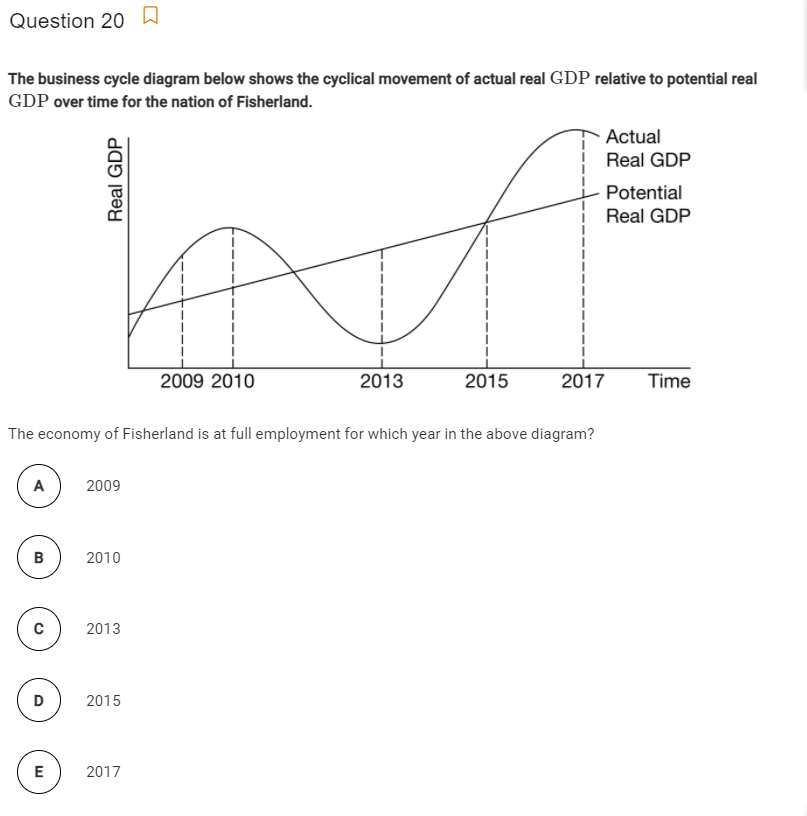 Question 20
The business cycle diagram below shows the cyclical movement of actual real GDP relative to potential real
GDP over time for the nation of Fisherland.
Real GDP
Actual
Real GDP
Potential
Real GDP
2009 2010 2013 2015 2017 Time
The economy of Fisherland is at full employment for which year in the above diagram?
A 2009
B 2010
C 2013
D 2015
E 2017